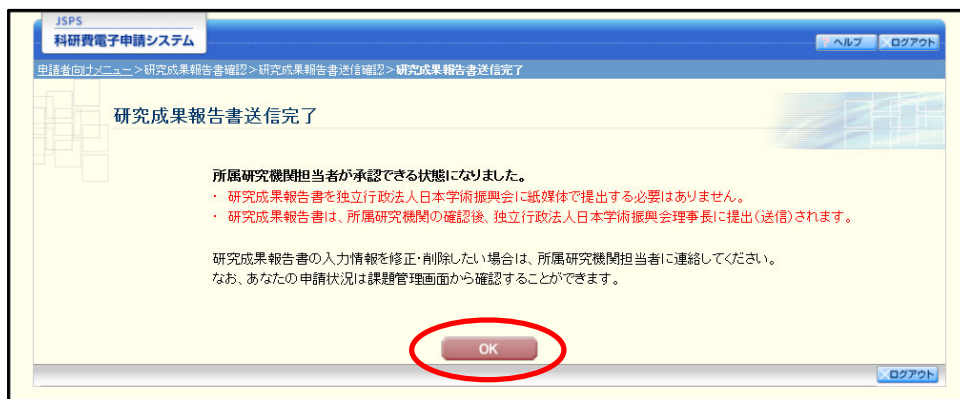 JSPS
科研費電子申請システム
? ヘルプ
ログアウト
申請者向けメニュー>研究成果報告書確認>研究成果報告書送信確認>研究成果報告書送信完了
研究成果報告書送信完了
所属研究機関担当者が承認できる状態になりました。
・ 研究成果報告書を独立行政法人日本学術振興会に紙媒体で提出する必要はありません。
・ 研究成果報告書は、所属研究機関の確認後、独立行政法人日本学術振興会理事長に提出(送信)されます。
研究成果報告書の入力情報を修正・削除したい場合は、所属研究機関担当者に連絡してください。
なお、あなたの申請状況は課題管理画面から確認することができます。
OK
ログアウト